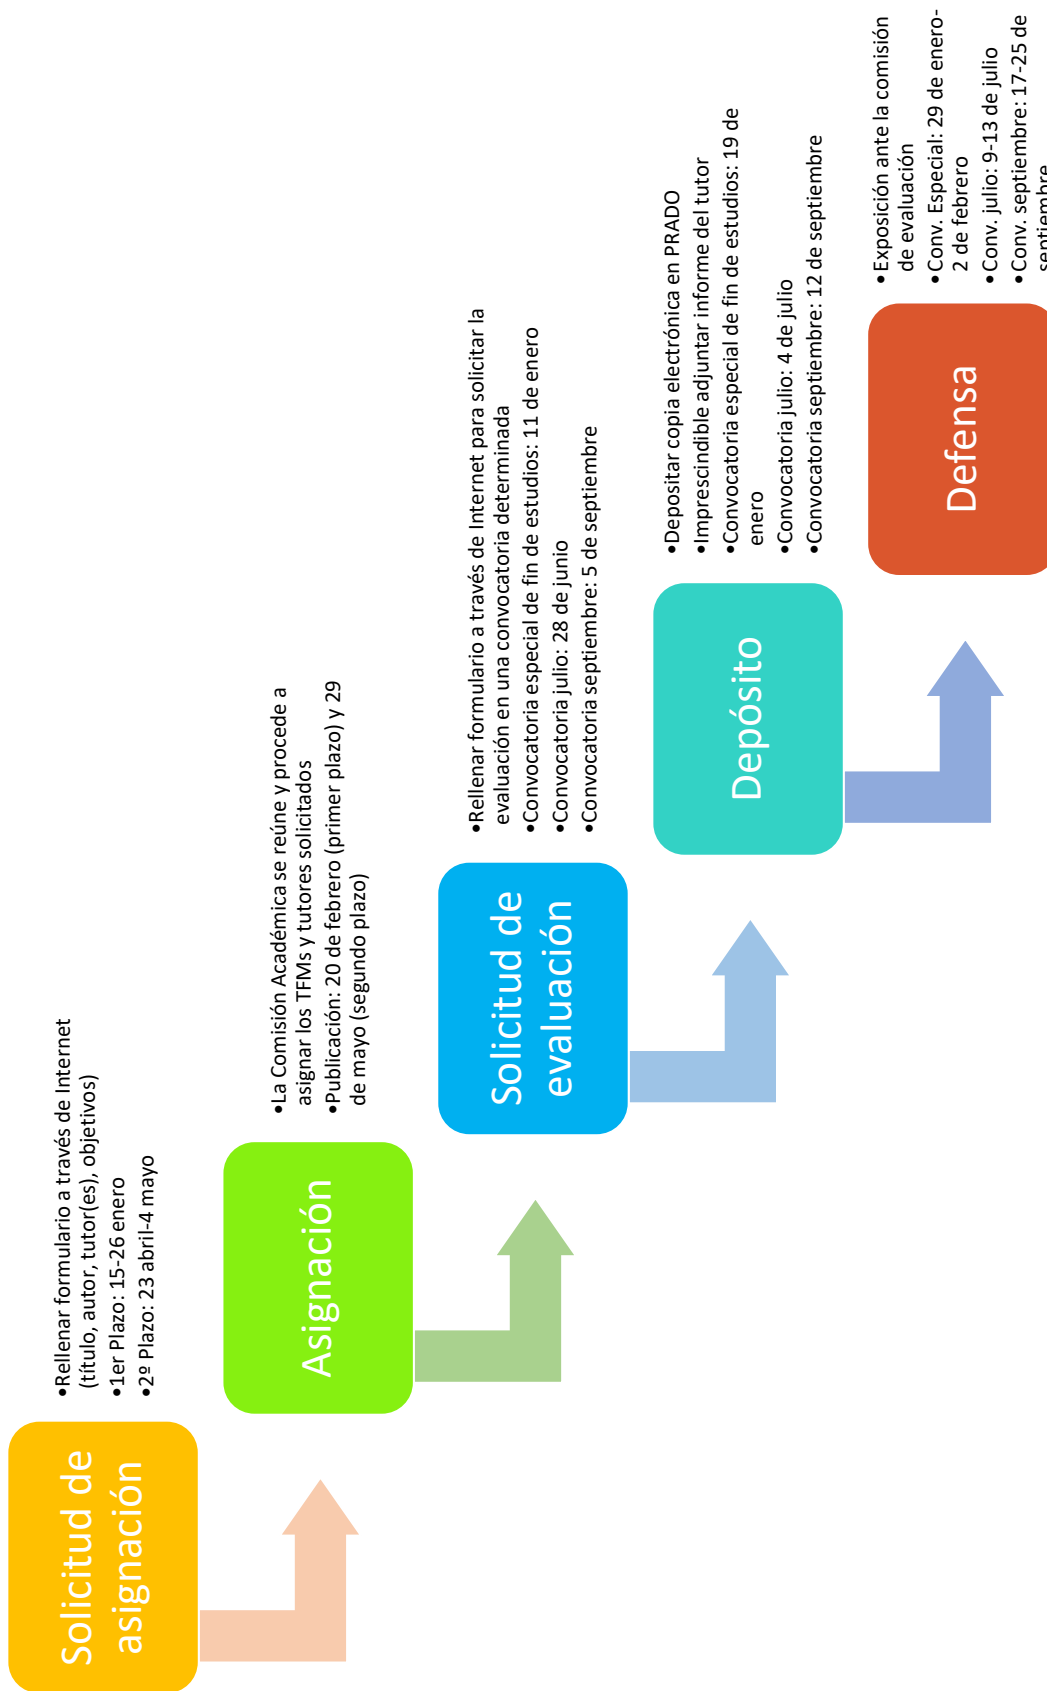 Solicitud de
asignación
•Rellenar formulario a través de Internet
(título, autor, tutor(es), objetivos)
•1er Plazo: 15-26 enero
•2º Plazo: 23 abril-4 mayo
Asignación
•La Comisión Académica se reúne y procede a
asignar los TFMs y tutores solicitados
•Publicación: 20 de febrero (primer plazo) y 29
de mayo (segundo plazo)
Solicitud de
evaluación
•Rellenar formulario a través de Internet para solicitar la
evaluación en una convocatoria determinada
•Convocatoria especial de fin de estudios: 11 de enero
•Convocatoria julio: 28 de junio
•Convocatoria septiembre: 5 de septiembre
Depósito
•Depositar copia electrónica en PRADO
•Imprescindible adjuntar informe del tutor
•Convocatoria especial de fin de estudios: 19 de
enero
•Convocatoria julio: 4 de julio
•Convocatoria septiembre: 12 de septiembre
Defensa
•Exposición ante la comisión
de evaluación
•Conv. Especial: 29 de enero-
2 de febrero
•Conv. julio: 9-13 de julio
•Conv. septiembre: 17-25 de
septiembre